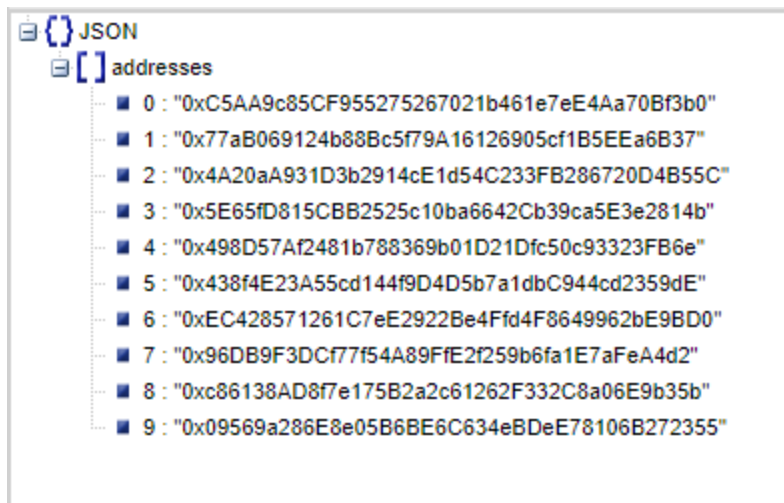 JSON
addresses
0 : "0xC5AA9c85CF955275267021b461e7eE4Aa70Bf3b0"
1 : "0x77aB069124b88Bc5f79A16126905cf1B5EEa6B37"
2 : "0x4A20aA931D3b2914cE1d54C233FB286720D4B55C"
3 : "0x5E65fD815CBB2525c10ba6642Cb39ca5E3e2814b"
4 : "0x498D57Af2481b788369b01D21Dfc50c93323FB6e"
5 : "0x438f4E23A55cd144f9D4D5b7a1dbC944cd2359dE"
6 : "0xEC428571261C7eE2922Be4Ffd4F8649962bE9BD0"
7 : "0x96DB9F3DCf77f54A89FfE2f259b6fa1E7aFeA4d2"
8 : "0xc86138AD8f7e175B2a2c61262F332C8a06E9b35b"
9 : "0x09569a286E8e05B6BE6C634eBDeE78106B272355"